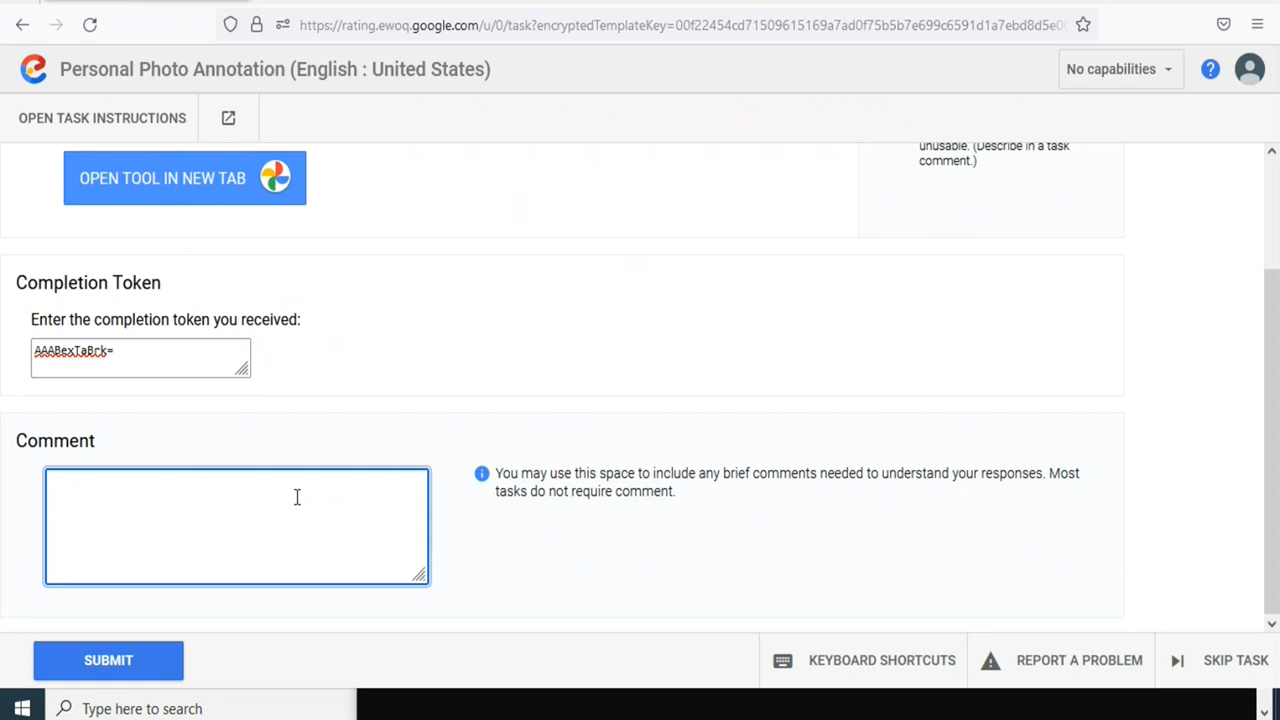 https://rating.ewoq.google.com/u/0/task?encryptedTemplateKey=00f22454cd71509615169a7ad0f75b5b7e699c6591d1a7ebd8d5e00
Personal Photo Annotation (English : United States)
No capabilities
OPEN TASK INSTRUCTIONS
unusable. (Describe in a task
comment.)
OPEN TOOL IN NEW TAB
Completion Token
Enter the completion token you received:
AAABexTaBrk=
Comment
You may use this space to include any brief comments needed to understand your responses. Most
tasks do not require comment.
SUBMIT
KEYBOARD SHORTCUTS
REPORT A PROBLEM
SKIP TASK
Type here to search